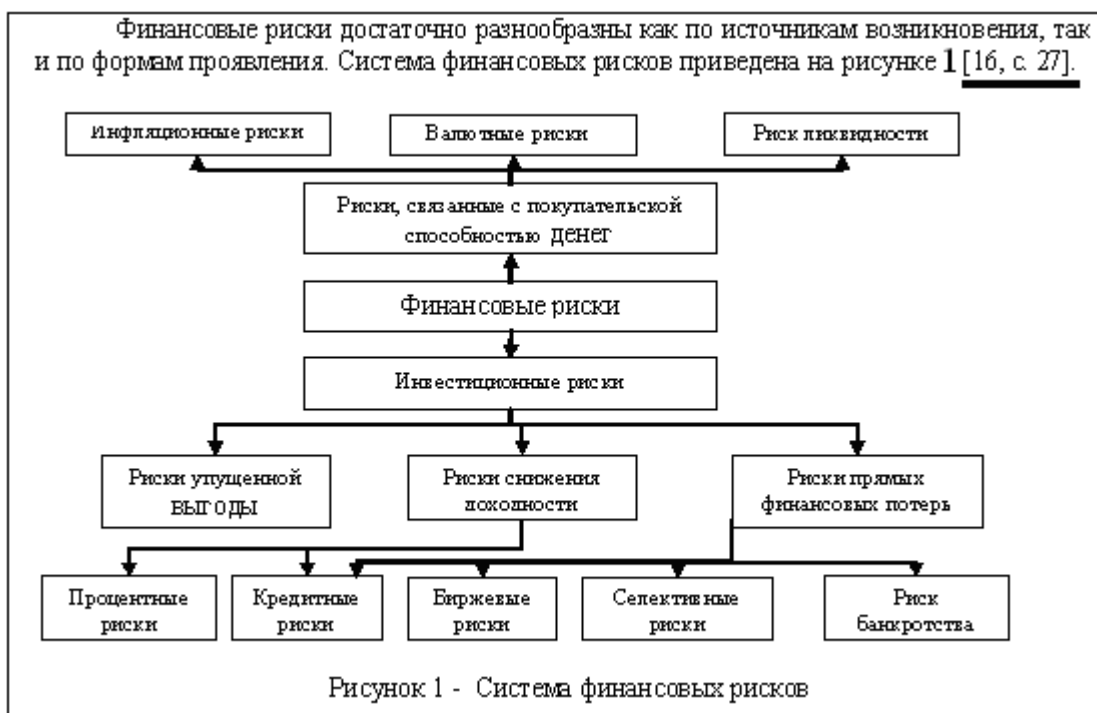 Финансовые риски достаточно разнообразны как по источникам возникновения, так
и по формам проявления. Система финансовых рисков приведена на рисунке 1 [16, с. 27].
Инфляционные риски
Валютные риски
Риск ликвидности
Риски, связанные с покупательской
способностью денег
Финансовые риски
Инвестиционные риски
Риски упущенной
выгоды
Риски снижения
доходности
Риски прямых
финансовых потерь
Процентные
риски
Кредитные
риски
Биржевые
риски
Селективные
риски
Риск
банкротства
Рисунок 1 - Система финансовых рисков